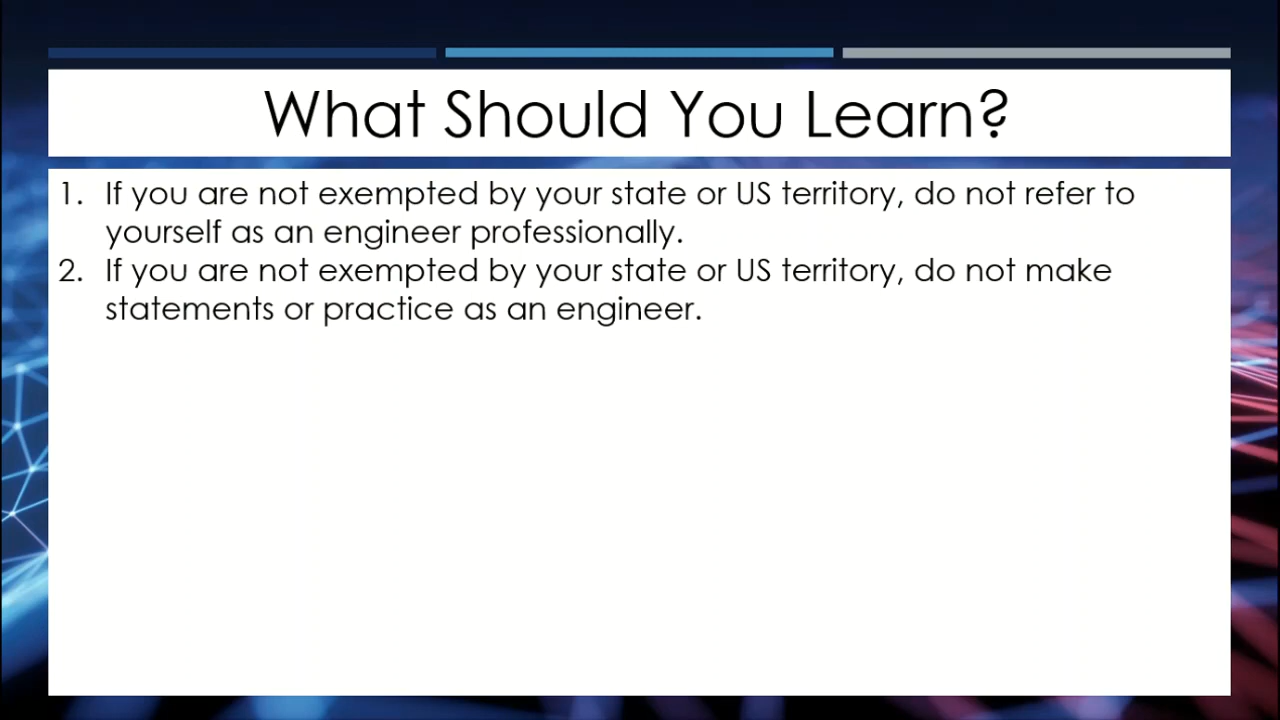 What Should You Learn?
1. If you are not exempted by your state or US territory, do not refer to
yourself as an engineer professionally.
2. If you are not exempted by your state or US territory, do not make
statements or practice as an engineer.